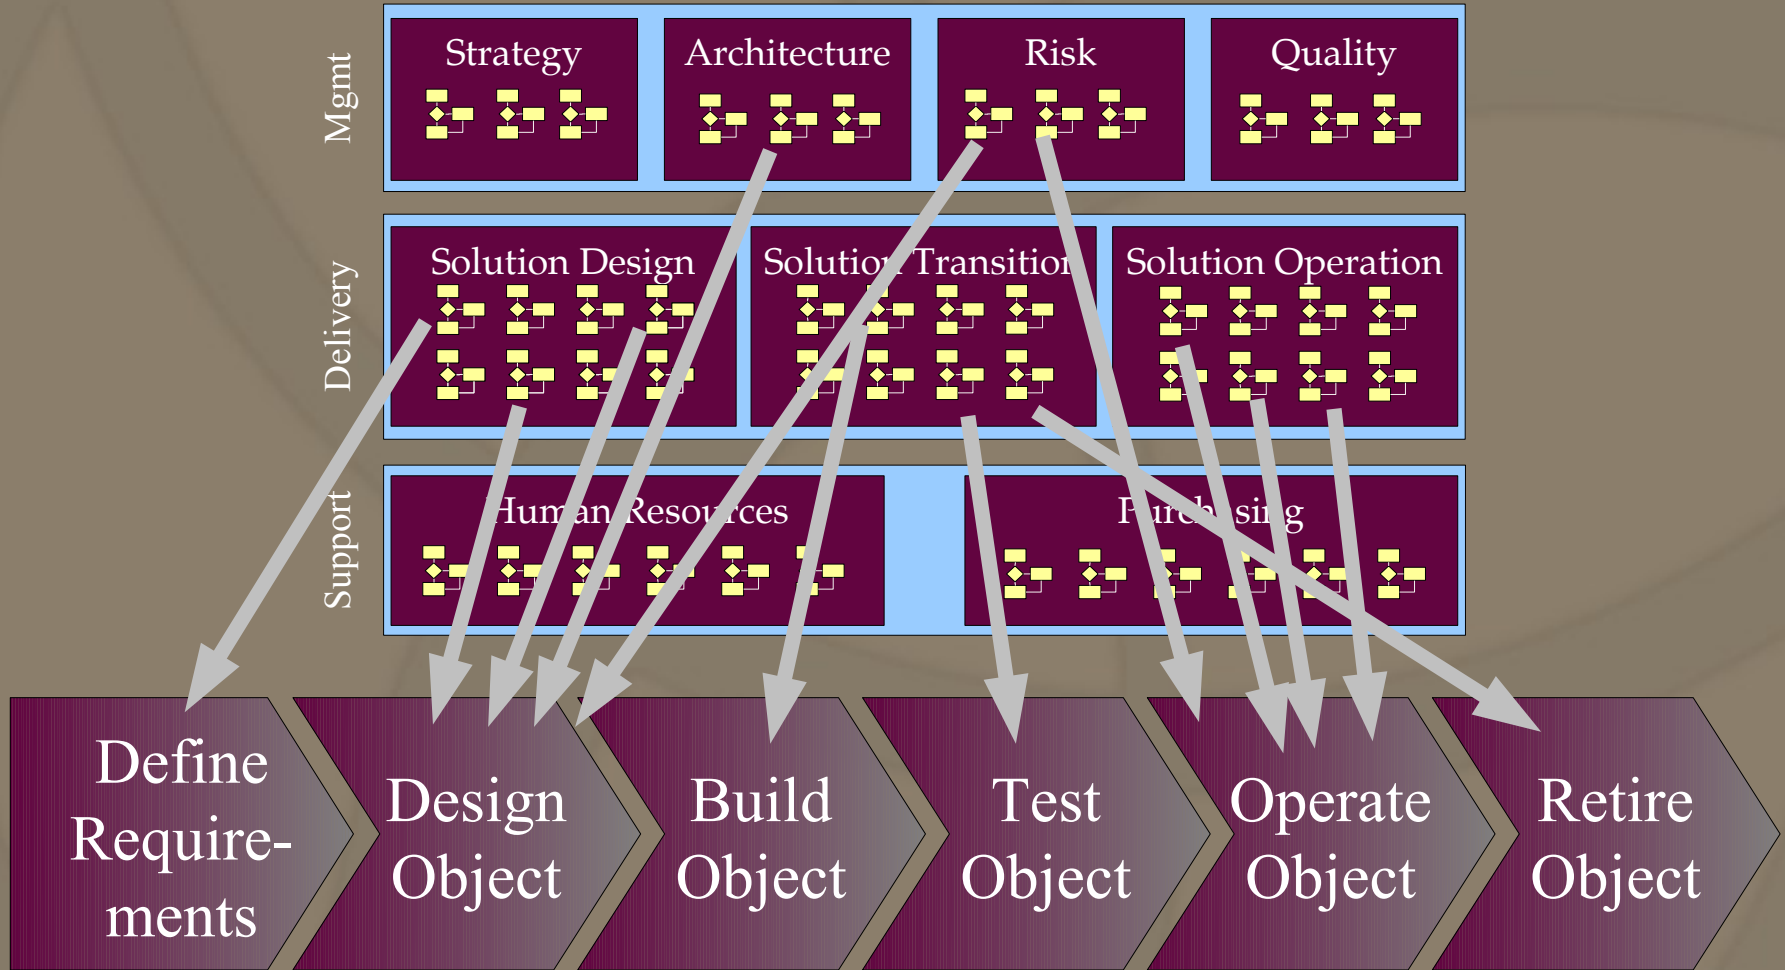 Mgmt
Strategy
Architecture
Risk
Quality
Delivery
Solution Design
Solution Transition
Solution Operation
Support
Human Resources
Purchasing
Define
Require-
ments
Design
Object
Build
Object
Test
Object
Operate
Object
Retire
Object